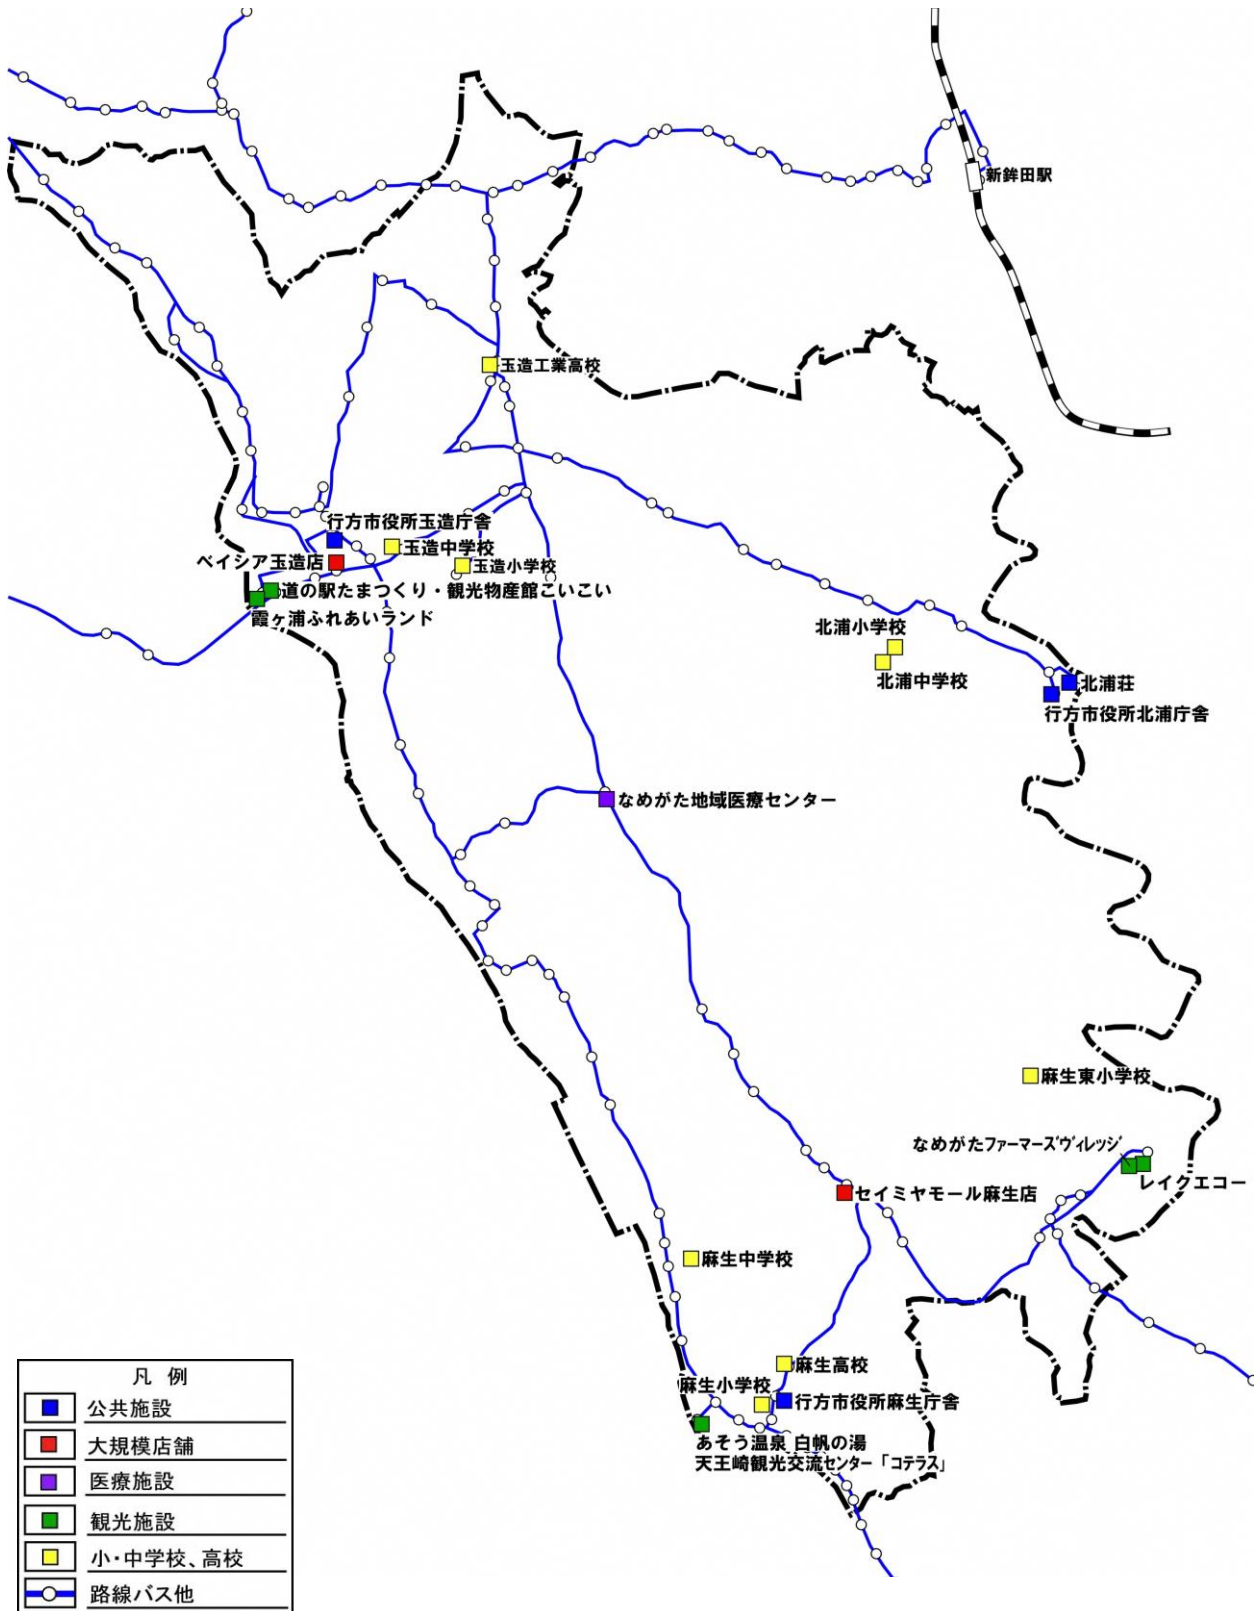 新鉾田駅
玉造工業高校
行方市役所玉造庁舎
玉造中学校
ベイシア玉造店
玉造小学校
道の駅たまつくり・観光物産館こいこい
霞ヶ浦ふれあいランド
北浦小学校
北浦中学校
北浦荘
行方市役所北浦庁舎
なめがた地域医療センター
麻生東小学校
なめがたファーマーズヴィレッジ
レイクエコー
セイミヤモール麻生店
麻生中学校
麻生高校
麻生小学校
行方市役所麻生庁舎
あそう温泉 白帆の湯
天王崎観光交流センター「コテラス」
凡 例
公共施設
大規模店舗
医療施設
観光施設
小・中学校、高校
路線バス他